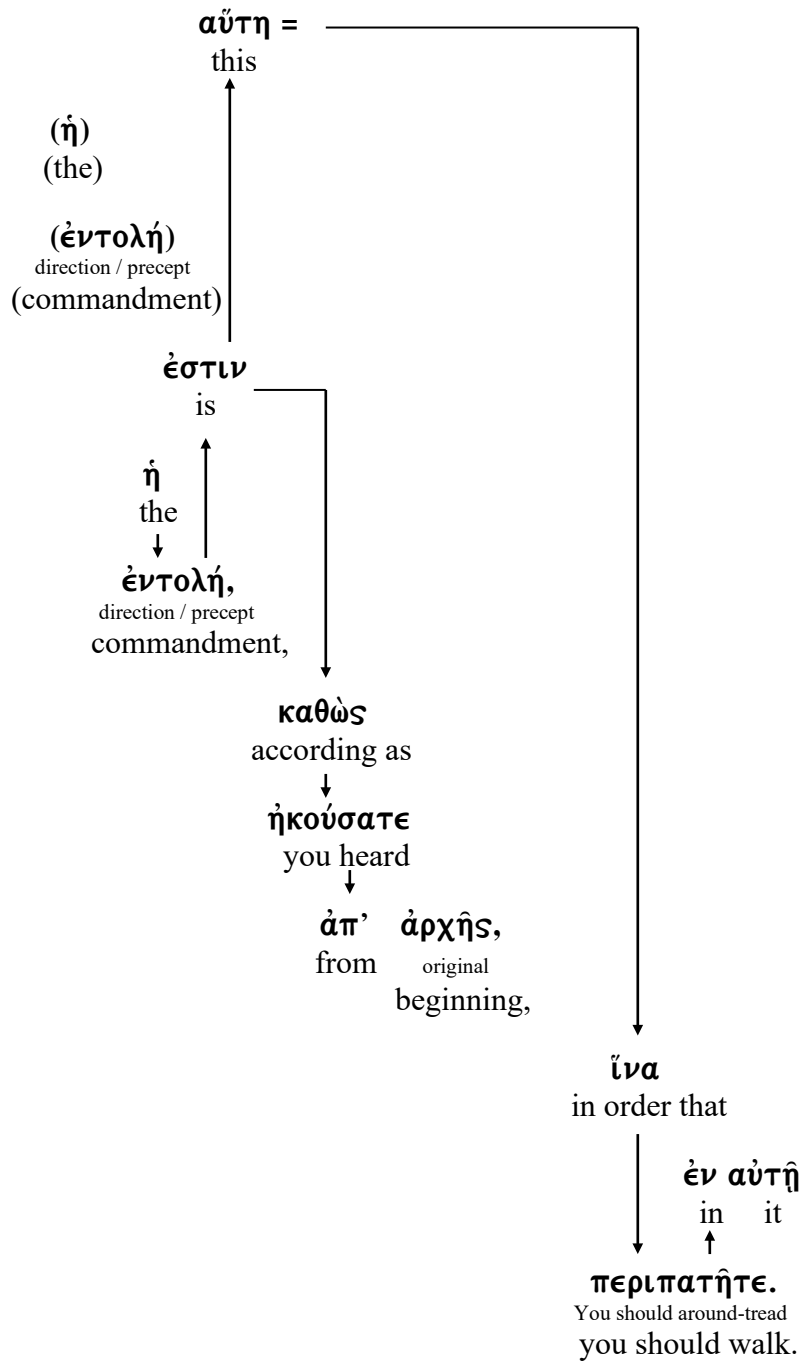 αὕτη =
this
(ἡ)
(the)
(ἐντολή)
direction / precept
(commandment)
ἐστιν
is
ἡ
the
ἐντολή,
direction / precept
commandment,
καθὼς
according as
ἠκούσατε
you heard
ἀπ’ ἀρχῆς,
from original
beginning,
ἵνα
in order that
ἐν αὐτῇ
in it
περιπατῆτε.
You should around-tread
you should walk.